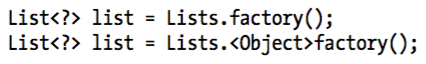 List<?> list = Lists.factory();
List<?> list = Lists.<Object>factory();